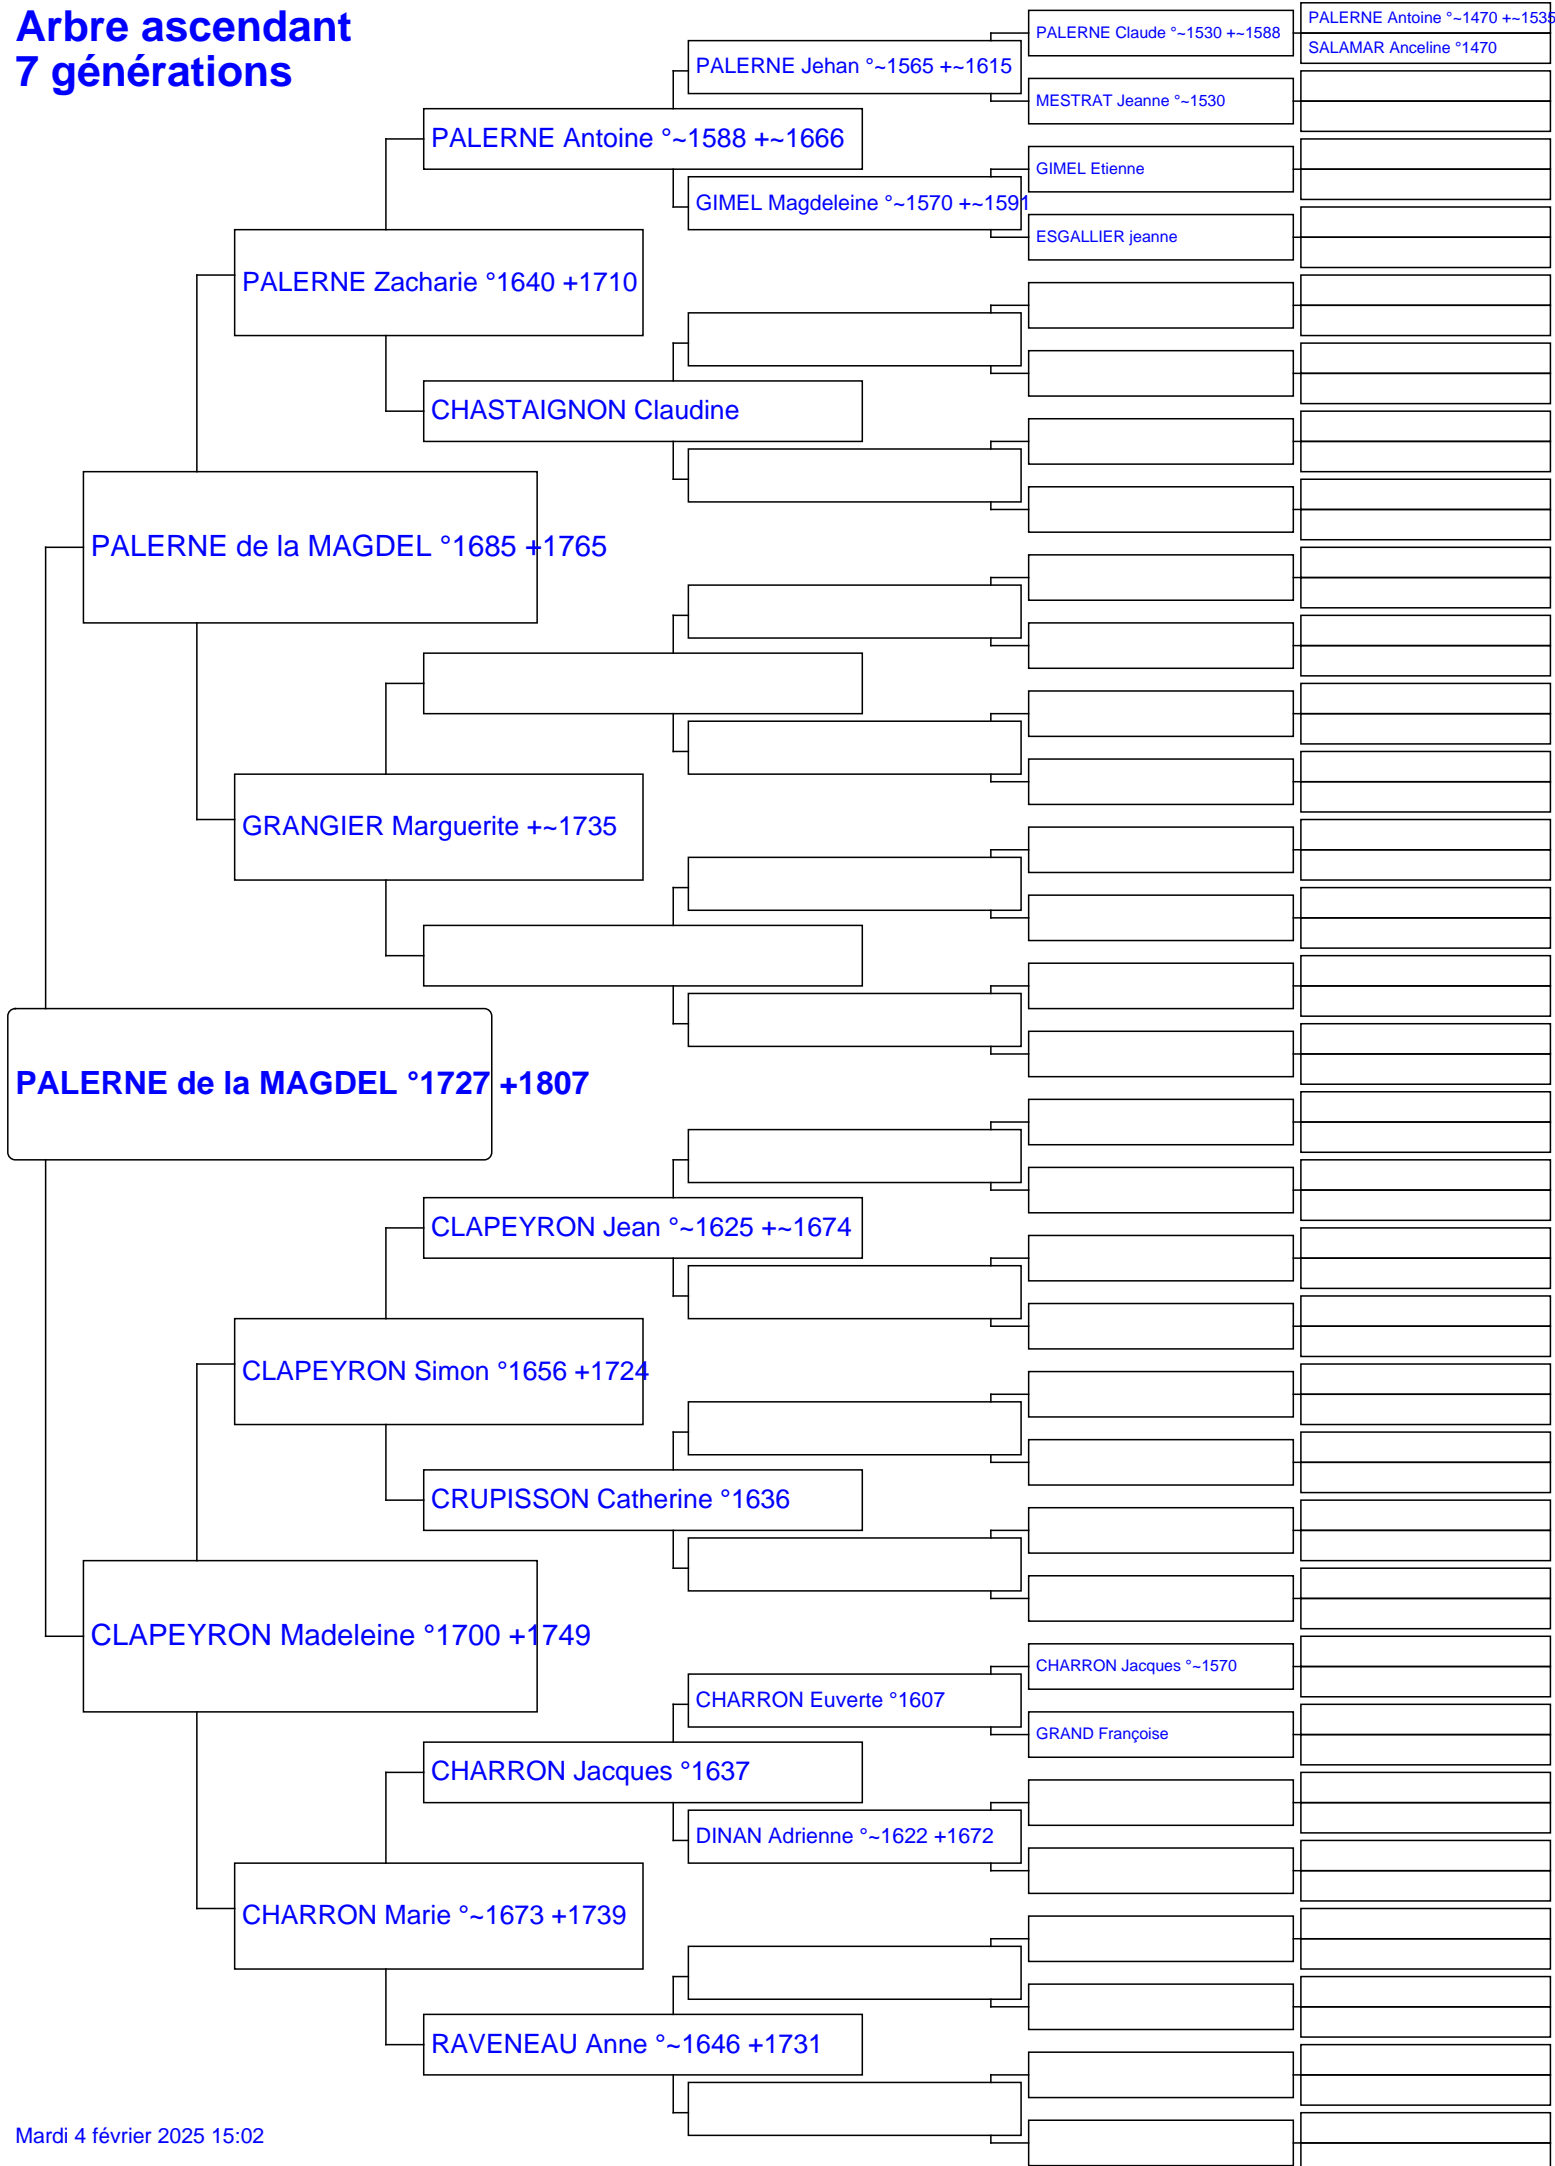 Arbre ascendant
7 générations
PALERNE Claude °~1530 +~1588
PALERNE Antoine °~1470 +~1535
SALAMAR Anceline °1470
PALERNE Jehan °~1565 +~1615
MESTRAT Jeanne °~1530
PALERNE Antoine °~1588 +~1666
GIMEL Etienne
GIMEL Magdeleine °~1570 +~1591
ESGALLIER jeanne
PALERNE Zacharie °1640 +1710
CHASTAIGNON Claudine
PALERNE de la MAGDEL °1685 +1765
GRANGIER Marguerite +~1735
PALERNE de la MAGDEL °1727 +1807
CLAPEYRON Jean °~1625 +~1674
CLAPEYRON Simon °1656 +1724
CRUPISSON Catherine °1636
CLAPEYRON Madeleine °1700 +1749
CHARRON Jacques °~1570
CHARRON Euverte °1607
GRAND Françoise
CHARRON Jacques °1637
DINAN Adrienne °~1622 +1672
CHARRON Marie °~1673 +1739
RAVENEAU Anne °~1646 +1731
Mardi 4 février 2025 15:02